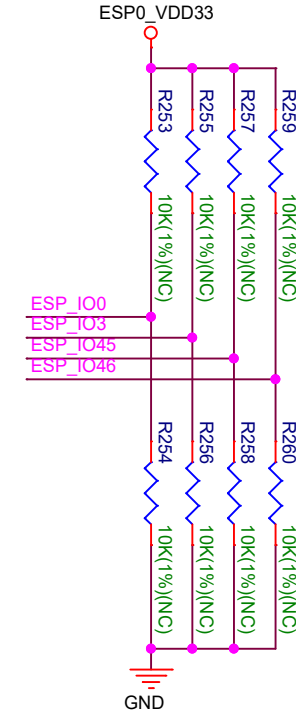 ESP0_VDD33
R253
R255
R257
R259
10K(1%)(NC)
10K(1%)(NC)
10K(1%)(NC)
10K(1%)(NC)
ESP_IO0
ESP_IO3
ESP_IO45
ESP_IO46
R254
R256
R258
R260
10K(1%)(NC)
10K(1%)(NC)
10K(1%)(NC)
10K(1%)(NC)
GND